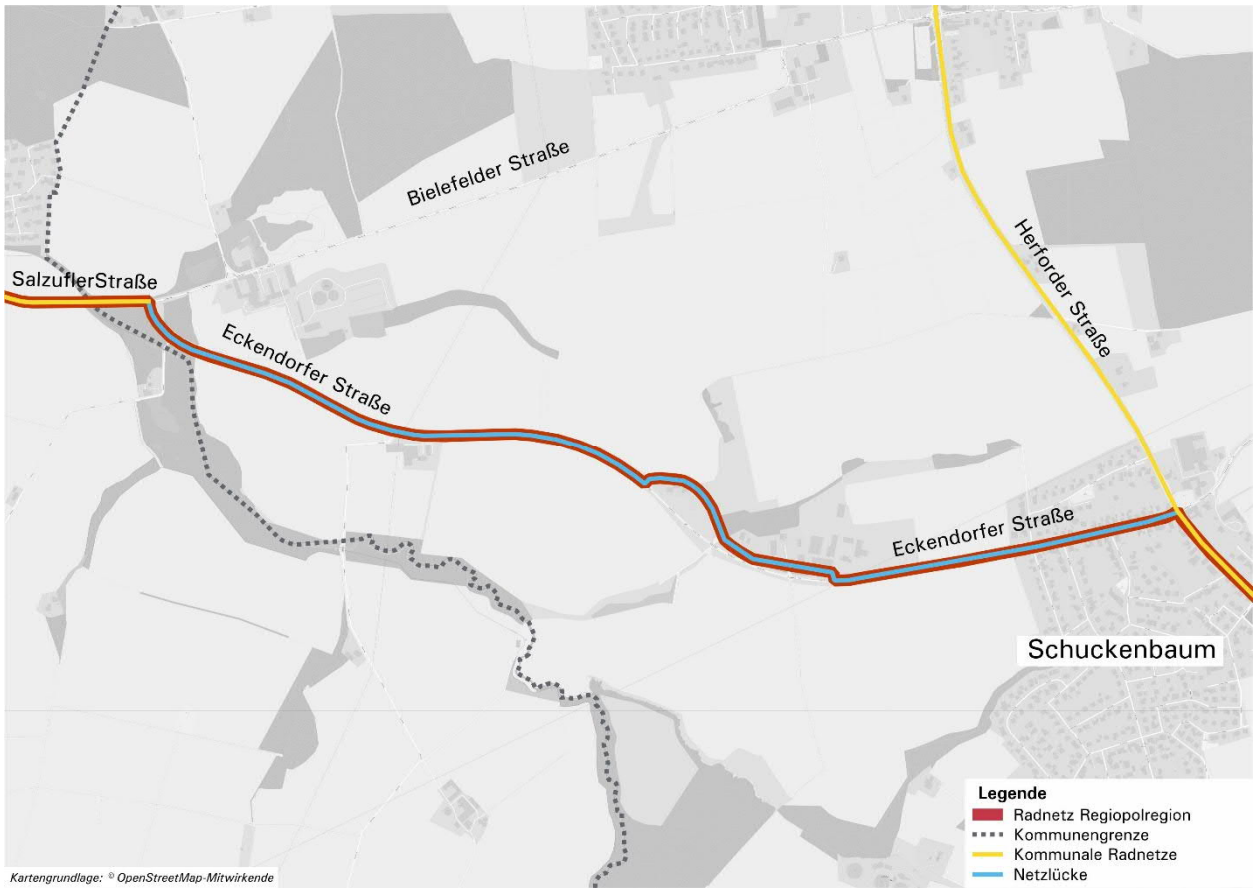 Bielefelder Straße
Herforder Straße
SalzuflerStraße
Eckendorfer Straße
Eckendorfer Straße
Schuckenbaum
Legende
Radnetz Regiopolregion
Kommunengrenze
Kommunale Radnetze
Netzlücke
Kartengrundlage: © OpenStreetMap-Mitwirkende